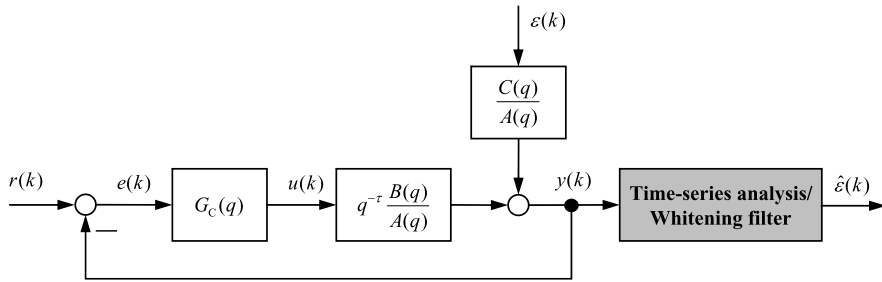 ε(k)
C(q)
A(q)
r(k)
e(k)
G_C(q)
u(k)
q^{-τ} B(q)
A(q)
y(k)
Time-series analysis/
Whitening filter
ε̂(k)